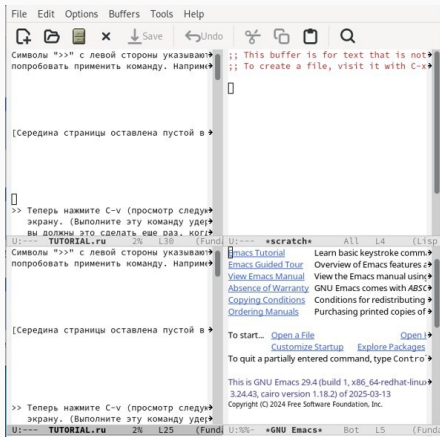 File Edit Options Buffers Tools Help
Save Undo
Символы ">>" с левой стороны указывают
попробовать применить команду. Наприме
[Середина страницы оставлена пустой в
>> Теперь нажмите C-v (просмотр следую
экрану. (Выполните эту команду удер
вы должны это сделать еще раз, когд
U:--- TUTORIAL.ru 2% L30 (Funda
;; This buffer is for text that is not
;; To create a file, visit it with C-x
U:--- *scratch* All L4 (Lisp
Символы ">>" с левой стороны указывают
попробовать применить команду. Наприме
[Середина страницы оставлена пустой в
>> Теперь нажмите C-v (просмотр следую
экрану. (Выполните эту команду удер
U:--- TUTORIAL.ru 2% L25 (Funda
Emacs Tutorial Learn basic keystroke comm
Emacs Guided Tour Overview of Emacs features a
View Emacs Manual View the Emacs manual using
Absence of Warranty GNU Emacs comes with ABSO
Copying Conditions Conditions for redistributing
Ordering Manuals Purchasing printed copies of
To start... Open a File Open
Customize Startup Explore Packages
To quit a partially entered command, type Contro
This is GNU Emacs 29.4 (build 1, x86_64-redhat-linux
3.24.43, cairo version 1.18.2) of 2025-03-13
Copyright (C) 2024 Free Software Foundation, Inc.
U:%%- *GNU Emacs* Bot L5 (Fund